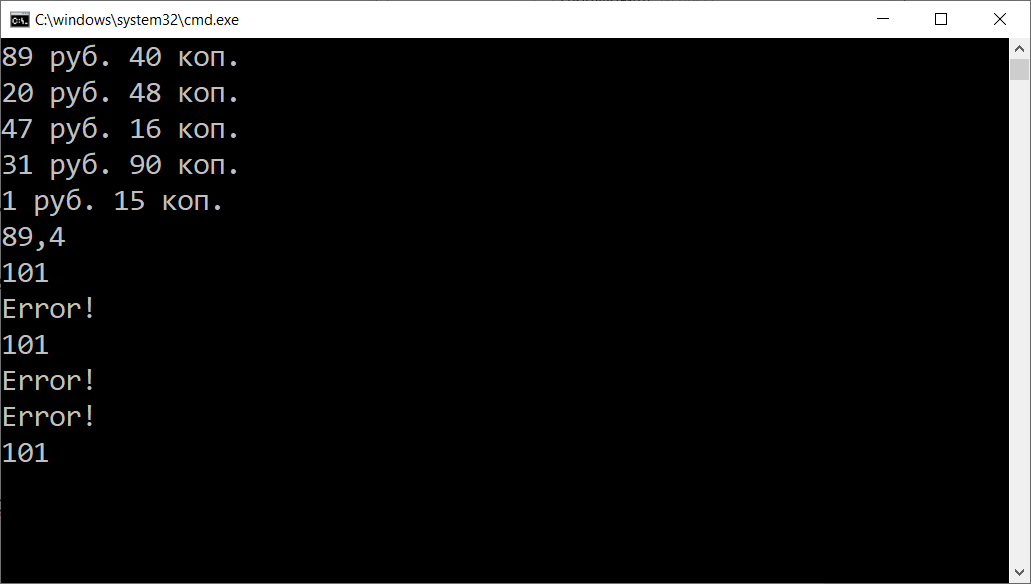 C:\windows\system32\cmd.exe
89 руб. 40 коп.
20 руб. 48 коп.
47 руб. 16 коп.
31 руб. 90 коп.
1 руб. 15 коп.
89,4
101
Error!
101
Error!
Error!
101